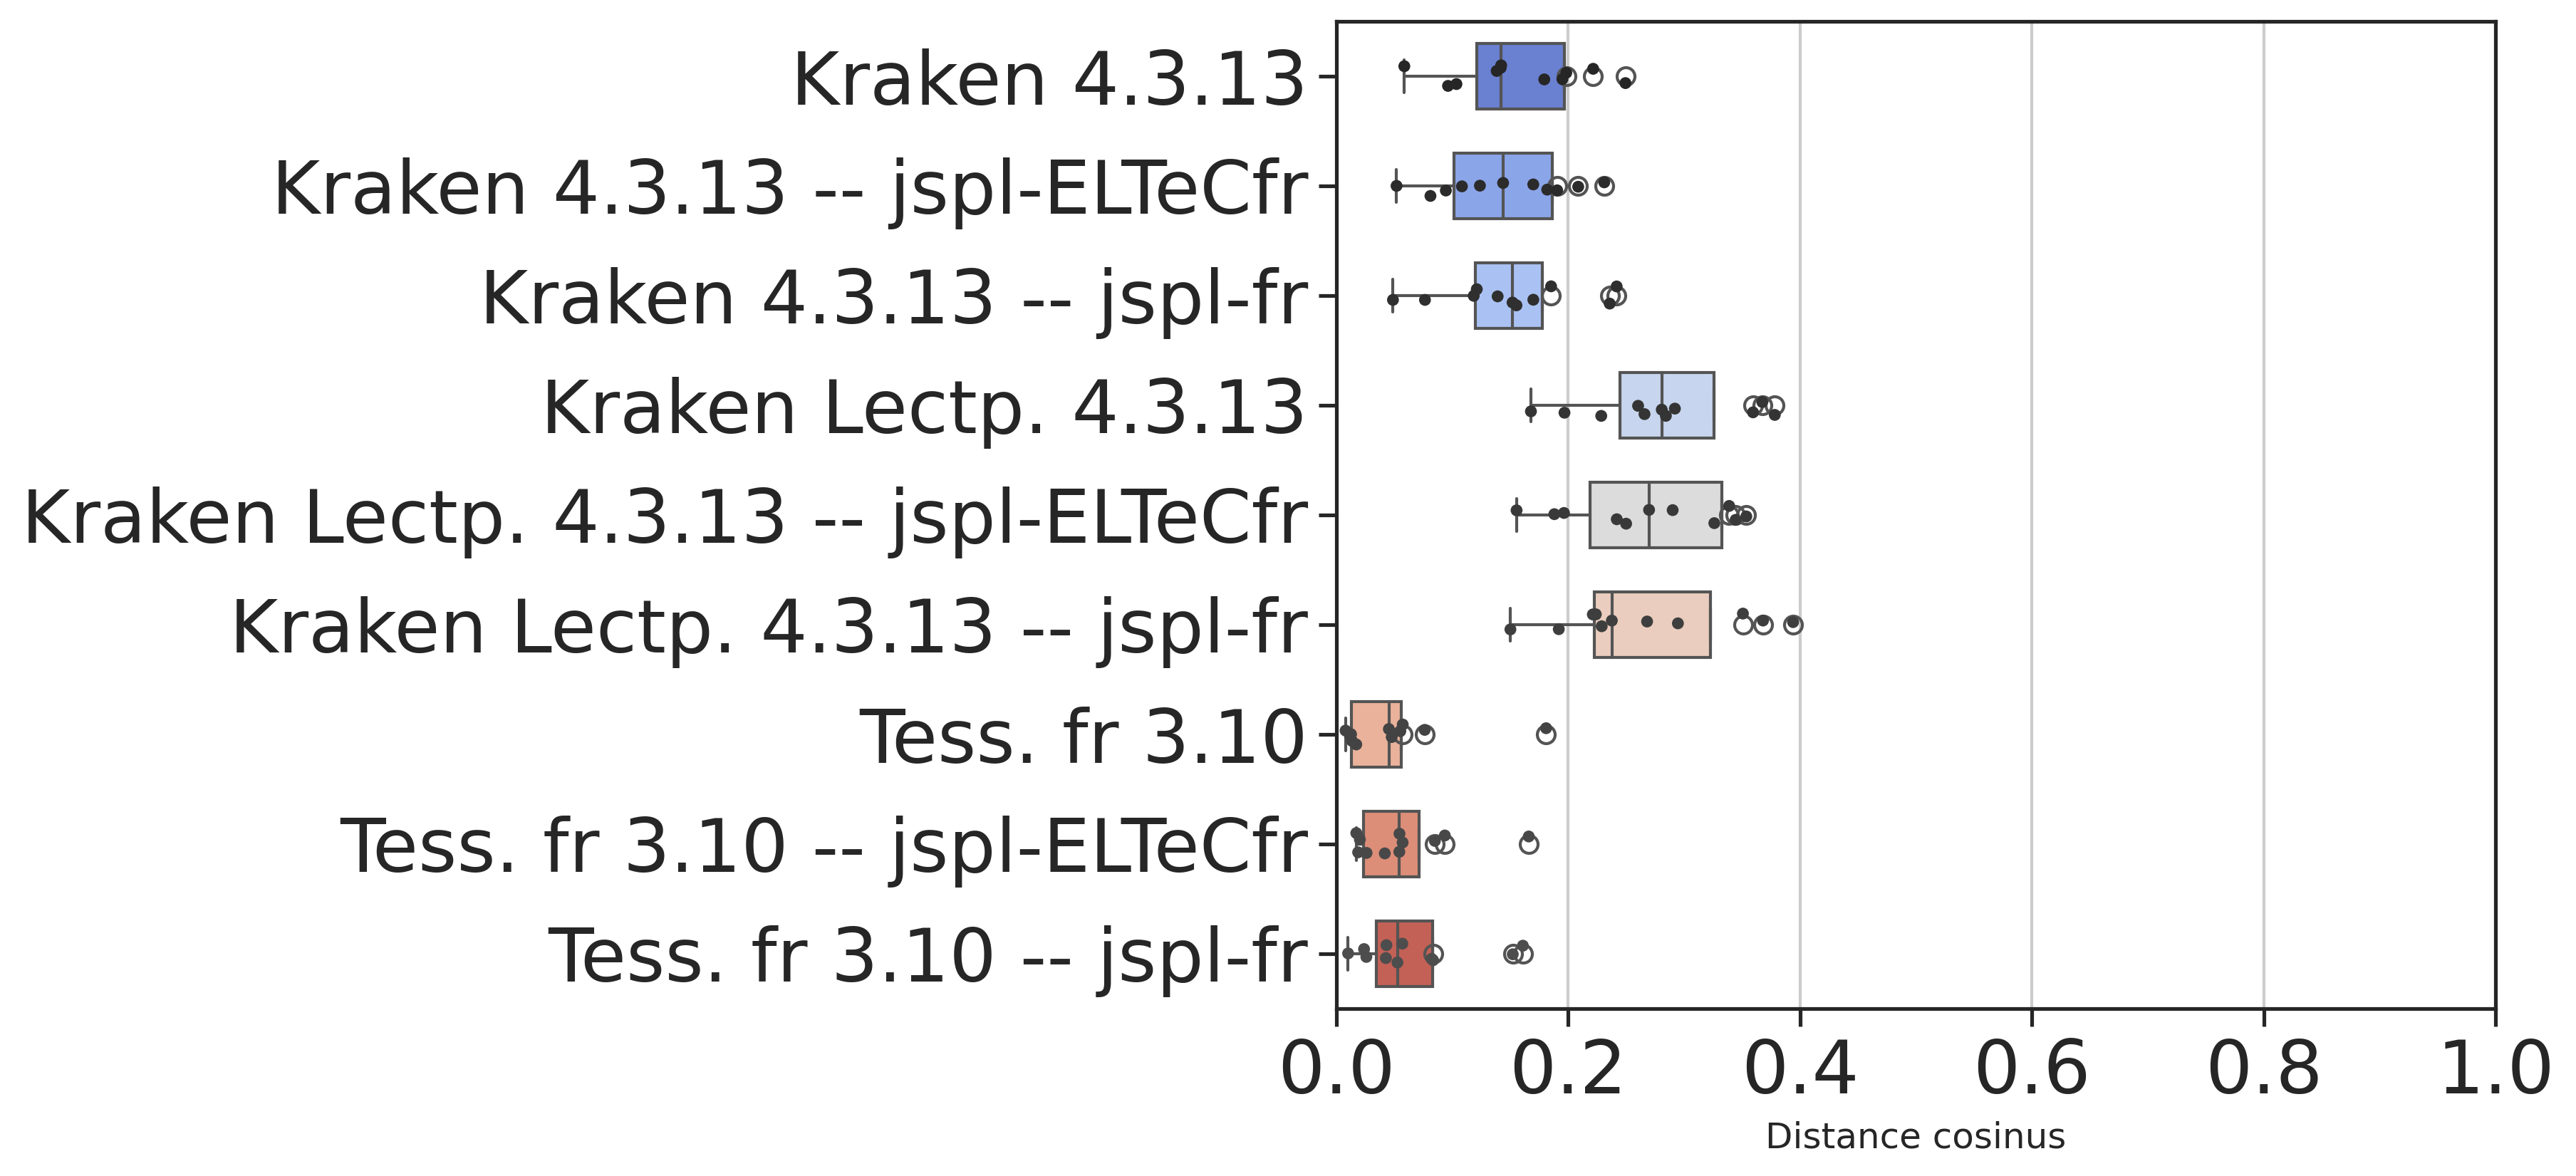 Kraken 4.3.13
Kraken 4.3.13 -- jspl-ELTeCfr
Kraken 4.3.13 -- jspl-fr
Kraken Lectp. 4.3.13
Kraken Lectp. 4.3.13 -- jspl-ELTeCfr
Kraken Lectp. 4.3.13 -- jspl-fr
Tess. fr 3.10
Tess. fr 3.10 -- jspl-ELTeCfr
Tess. fr 3.10 -- jspl-fr
0.0 0.2 0.4 0.6 0.8 1.0
Distance cosinus